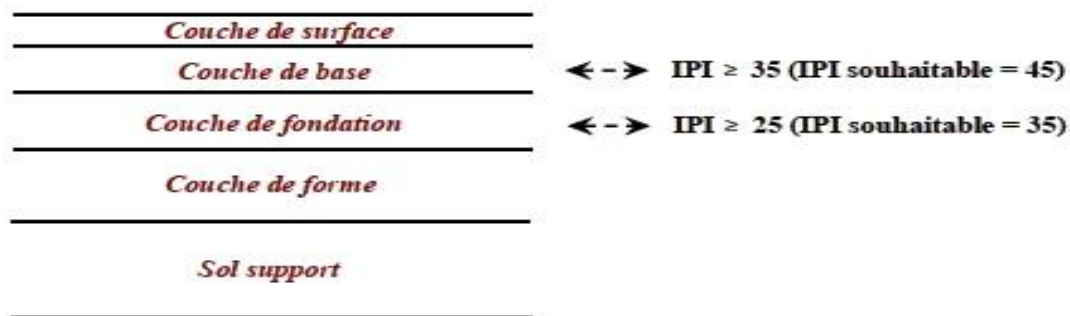 Couche de surface
Couche de base
IPI ≥ 35 (IPI souhaitable = 45)
Couche de fondation
IPI ≥ 25 (IPI souhaitable = 35)
Couche de forme
Sol support